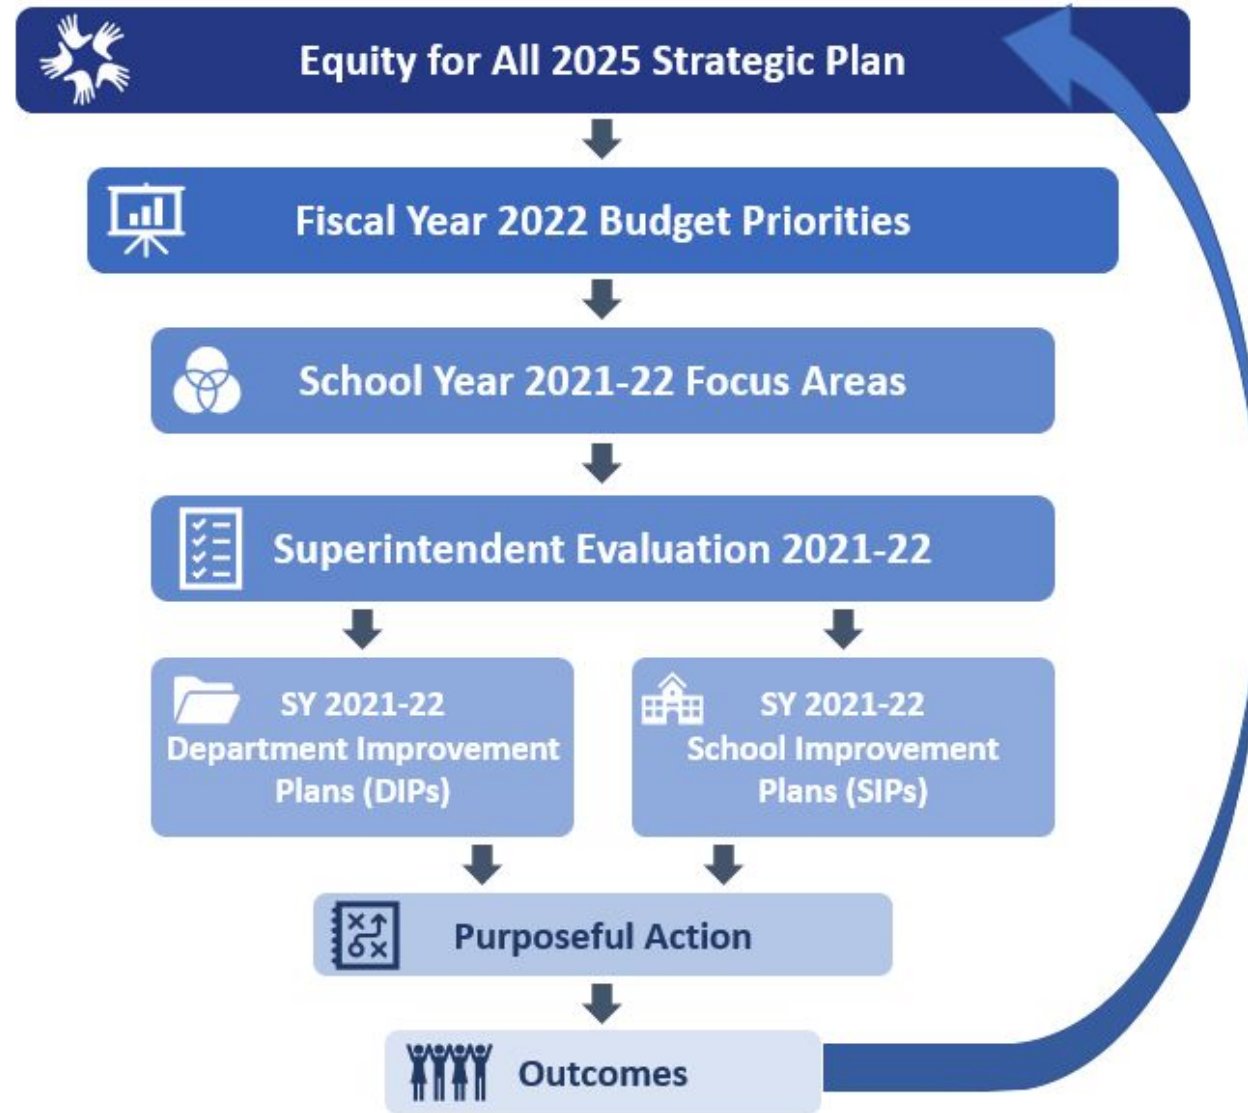 Equity for All 2025 Strategic Plan
Fiscal Year 2022 Budget Priorities
School Year 2021-22 Focus Areas
Superintendent Evaluation 2021-22
SY 2021-22
Department Improvement
Plans (DIPs)
SY 2021-22
School Improvement
Plans (SIPs)
Purposeful Action
Outcomes